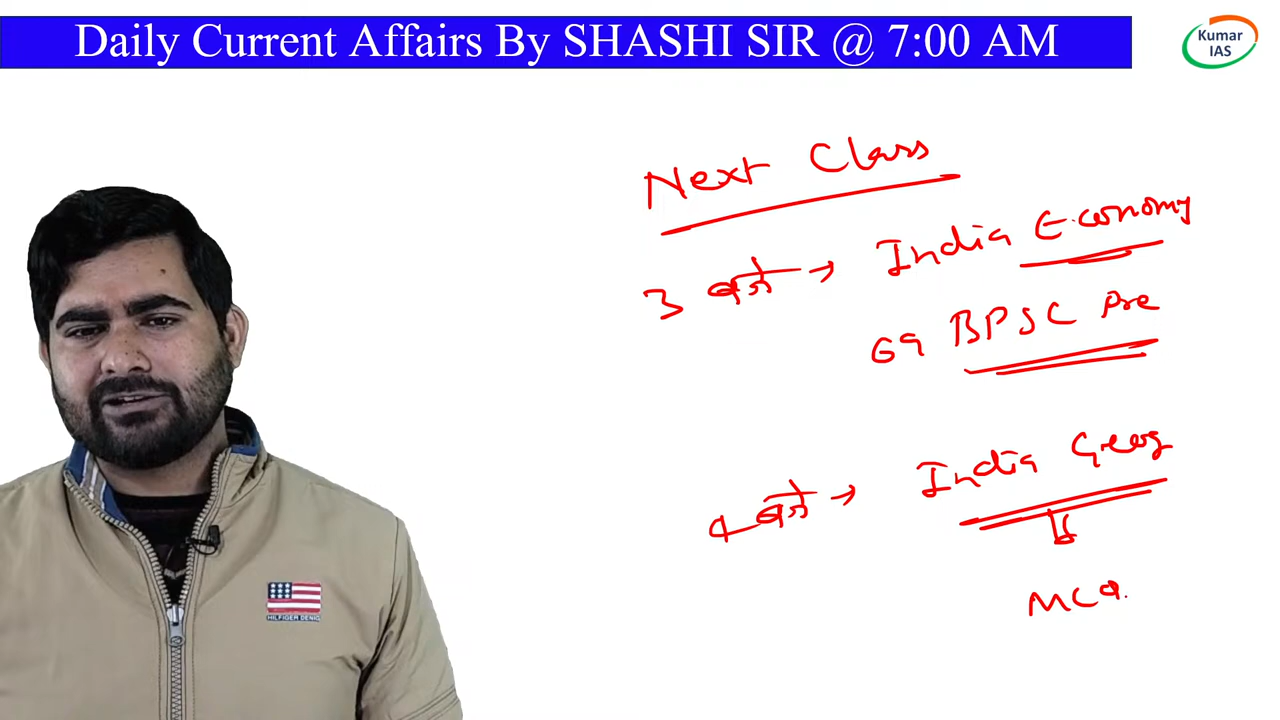 Daily Current Affairs By SHASHI SIR @ 7:00 AM
Kumar
IAS
Next Class
3 बजे → India Economy
69 BPSC Pre
4 बजे → India Geog
MCQ.
HILFIGER DENIM